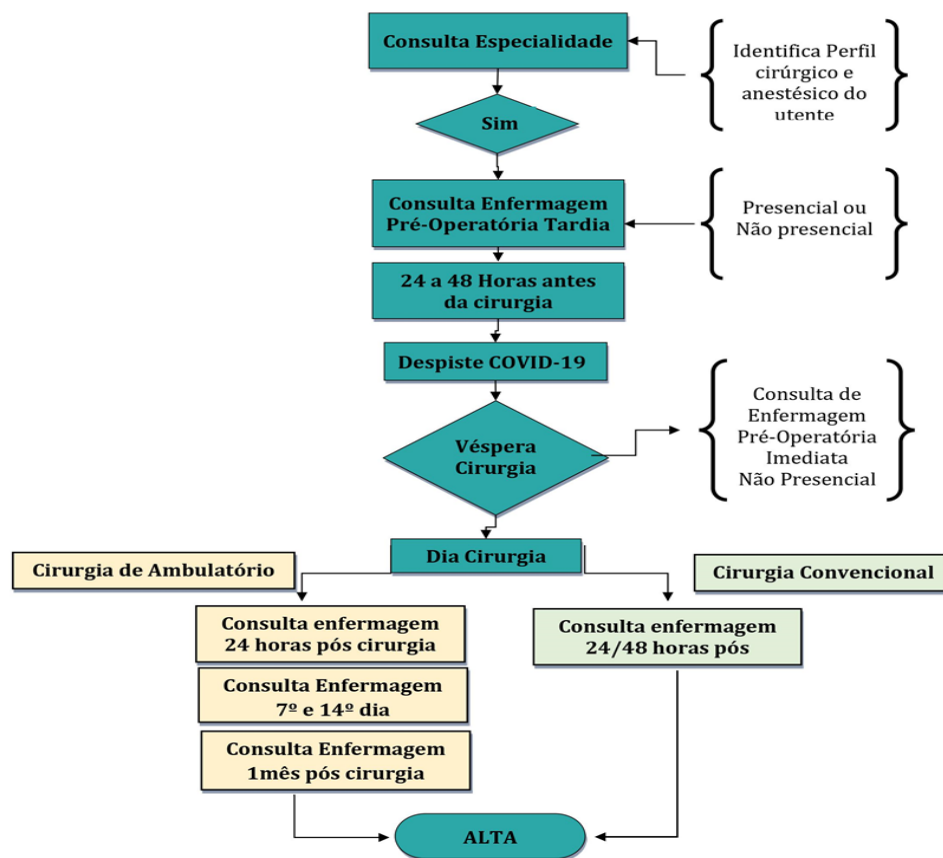 Consulta Especialidade
Identifica Perfil
cirúrgico e
anestésico do
utente
Sim
Consulta Enfermagem
Pré-Operatória Tardia
Presencial ou
Não presencial
24 a 48 Horas antes
da cirurgia
Despiste COVID-19
Véspera
Cirurgia
Consulta de
Enfermagem
Pré-Operatória
Imediata
Não Presencial
Dia Cirurgia
Cirurgia de Ambulatório
Cirurgia Convencional
Consulta enfermagem
24 horas pós cirurgia
Consulta enfermagem
24/48 horas pós
Consulta Enfermagem
7º e 14º dia
Consulta Enfermagem
1mês pós cirurgia
ALTA